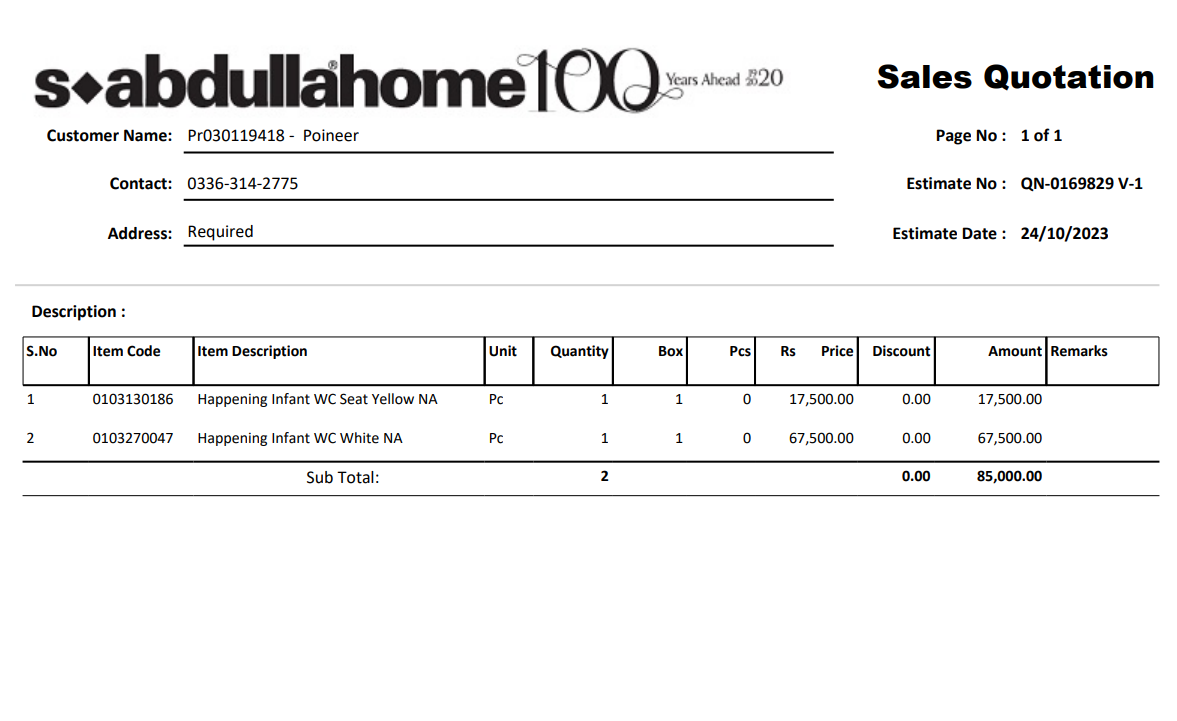 s◆abdullahome® 100 Years Ahead 1920 2020
Sales Quotation
Customer Name: Pr030119418 - Poineer
Page No : 1 of 1
Contact: 0336-314-2775
Estimate No : QN-0169829 V-1
Address: Required
Estimate Date : 24/10/2023
Description :
S.No Item Code Item Description Unit Quantity Box Pcs Rs Price Discount Amount Remarks
1 0103130186 Happening Infant WC Seat Yellow NA Pc 1 1 0 17,500.00 0.00 17,500.00
2 0103270047 Happening Infant WC White NA Pc 1 1 0 67,500.00 0.00 67,500.00
Sub Total: 2 0.00 85,000.00